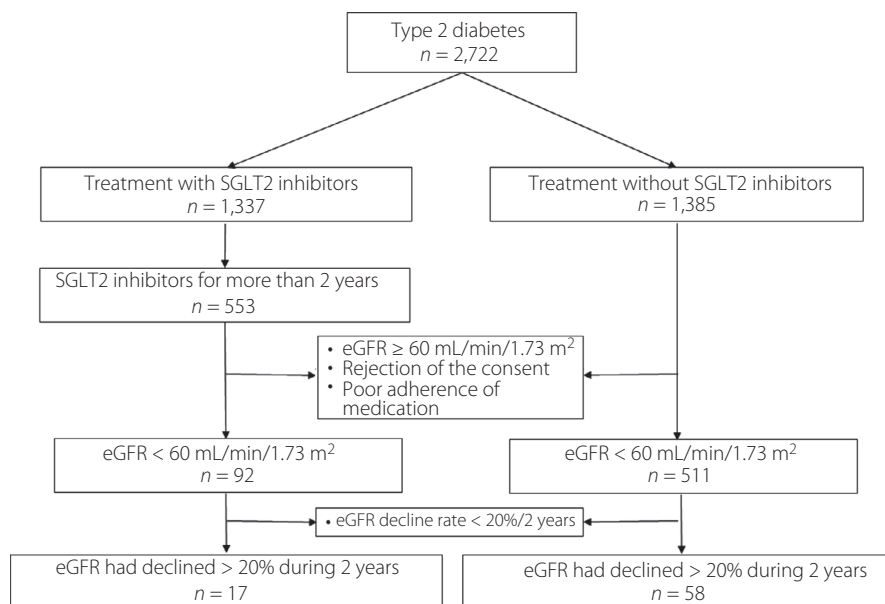 Type 2 diabetes
n = 2,722
Treatment with SGLT2 inhibitors
n = 1,337
Treatment without SGLT2 inhibitors
n = 1,385
SGLT2 inhibitors for more than 2 years
n = 553
• eGFR ≥ 60 mL/min/1.73 m²
• Rejection of the consent
• Poor adherence of
medication
eGFR < 60 mL/min/1.73 m²
n = 92
eGFR < 60 mL/min/1.73 m²
n = 511
• eGFR decline rate < 20%/2 years
eGFR had declined > 20% during 2 years
n = 17
eGFR had declined > 20% during 2 years
n = 58